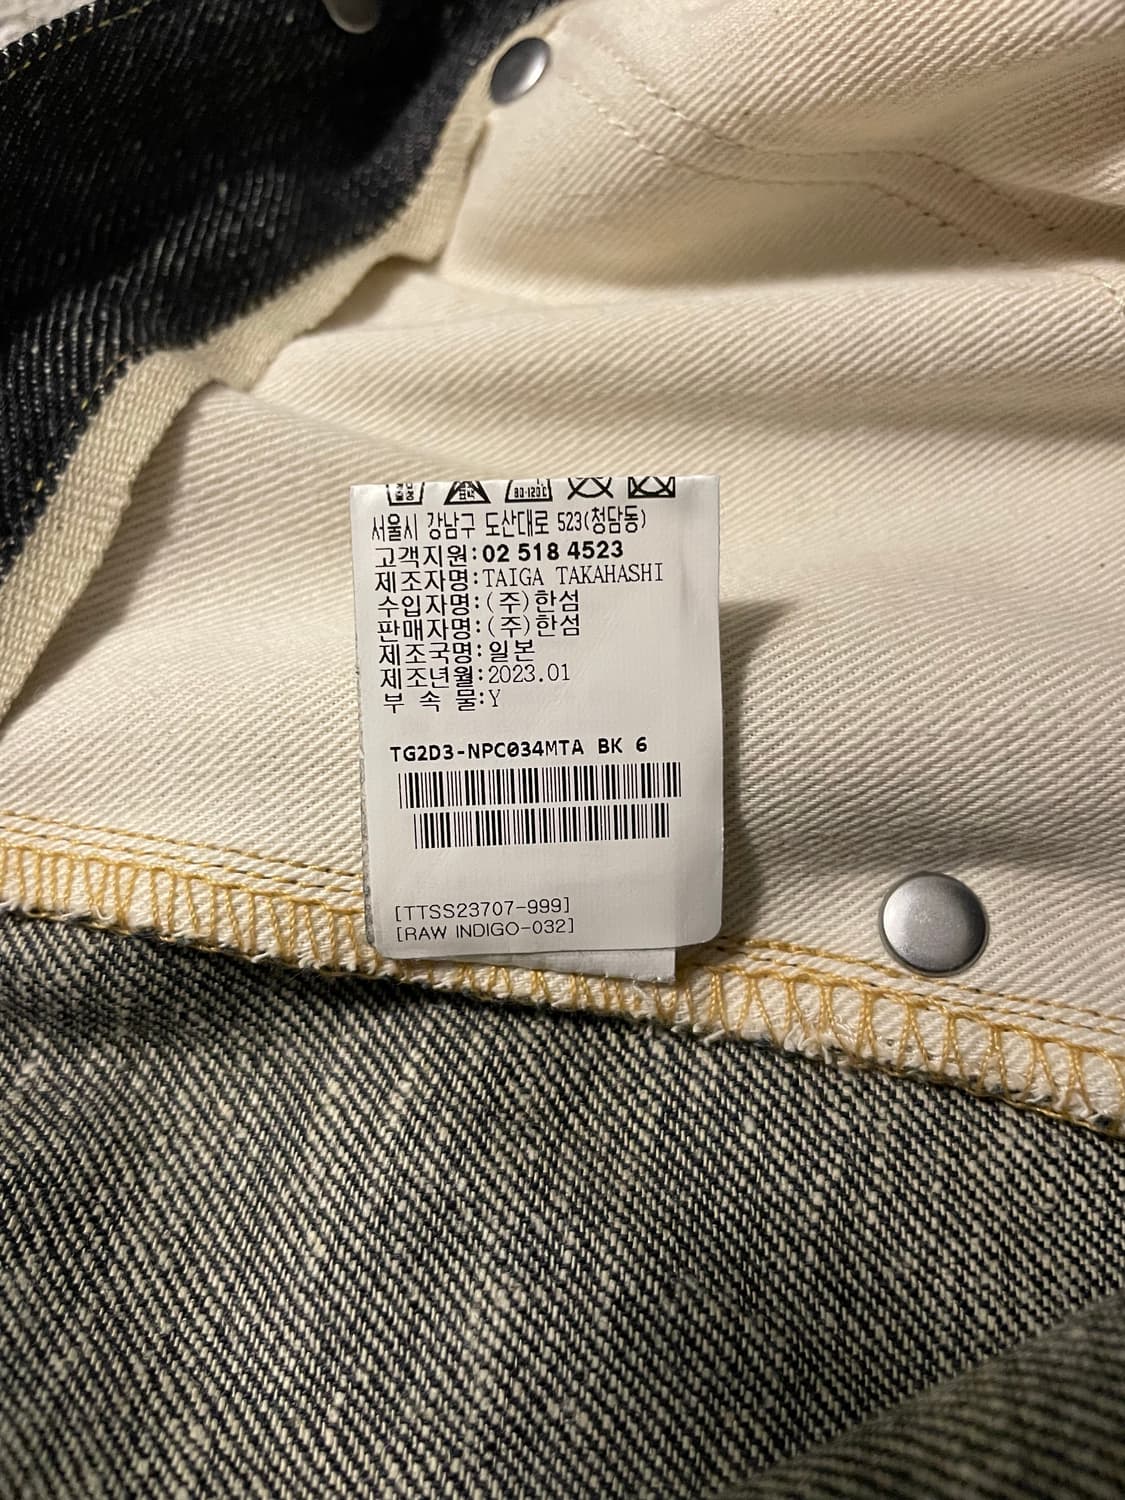 80-120℃
서울시 강남구 도산대로 523(청담동)
고객지원:02 518 4523
제조자명:TAIGA TAKAHASHI
수입자명:(주)한섬
판매자명:(주)한섬
제조국명:일본
제조년월:2023.01
부 속 물:Y
TG2D3-NPC034MTA BK 6
[TTSS23707-999]
[RAW INDIGO-032]